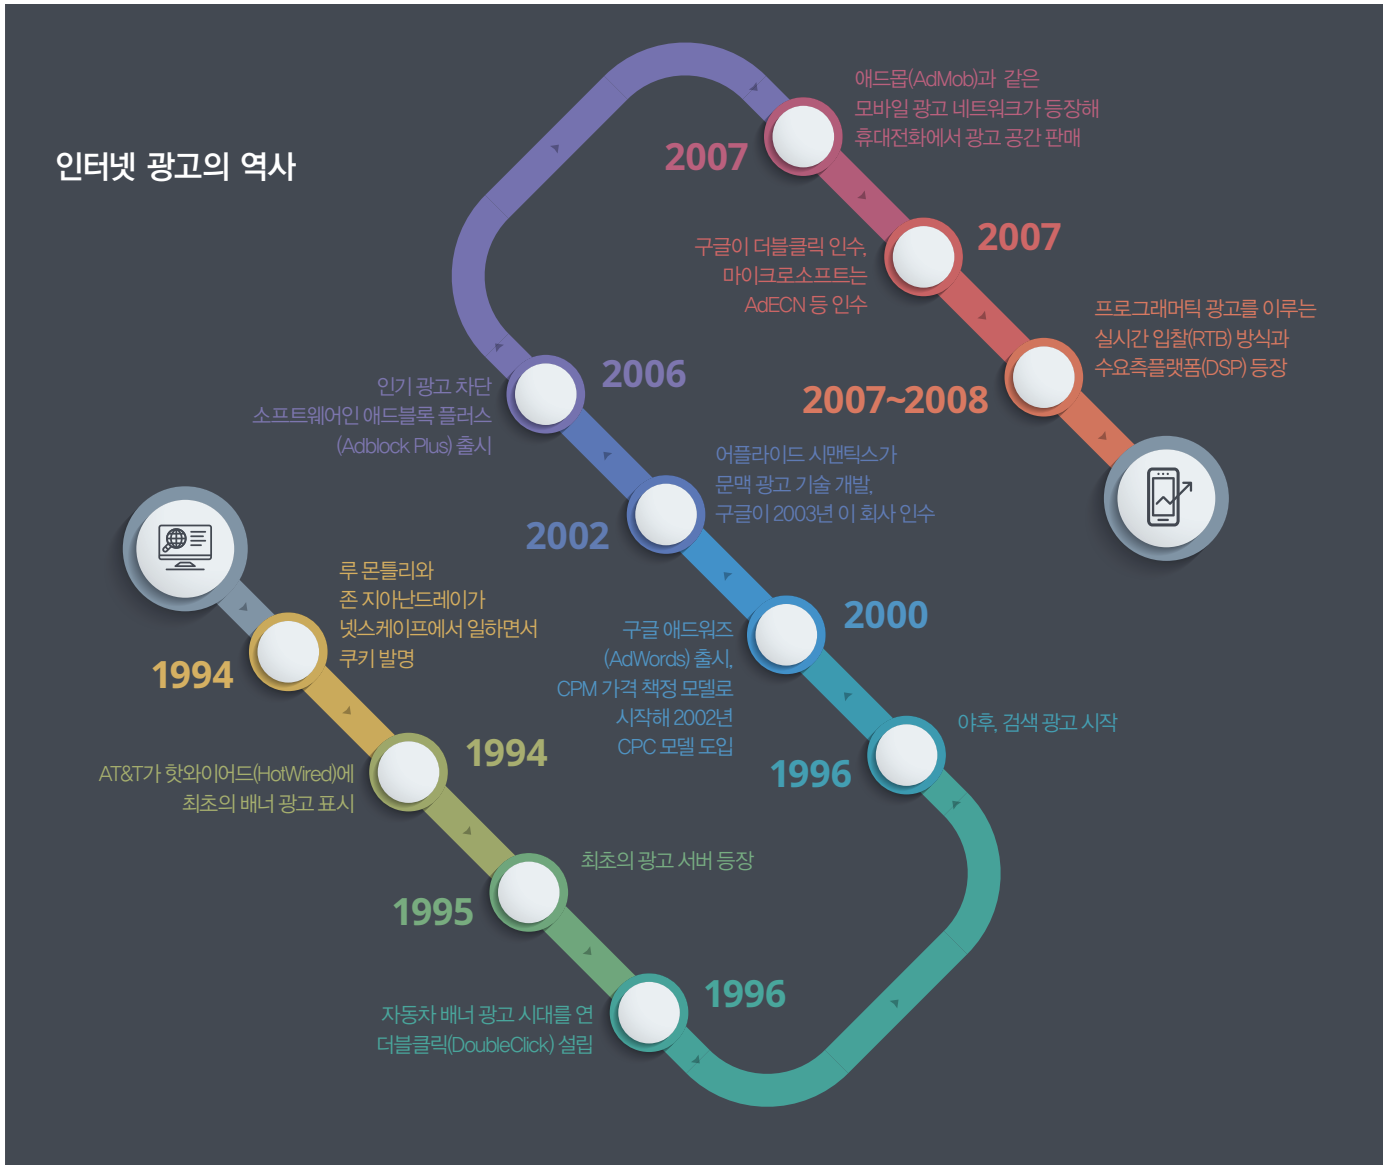 인터넷 광고의 역사
1994
루 몬틀리와
존 지아난드레이가
넷스케이프에서 일하면서
쿠키 발명
1994
AT&T가 핫와이어드(HotWired)에
최초의 배너 광고 표시
1995
최초의 광고 서버 등장
1996
자동차 배너 광고 시대를 연
더블클릭(DoubleClick) 설립
1996
야후, 검색 광고 시작
2000
구글 애드워즈
(AdWords) 출시,
CPM 가격 책정 모델로
시작해 2002년
CPC 모델 도입
2002
어플라이드 시맨틱스가
문맥 광고 기술 개발,
구글이 2003년 이 회사 인수
2006
인기 광고 차단
소프트웨어인 애드블록 플러스
(Adblock Plus) 출시
2007
애드몹(AdMob)과 같은
모바일 광고 네트워크가 등장해
휴대전화에서 광고 공간 판매
2007
구글이 더블클릭 인수,
마이크로소프트는
AdECN 등 인수
2007~2008
프로그래머틱 광고를 이루는
실시간 입찰(RTB) 방식과
수요측플랫폼(DSP) 등장